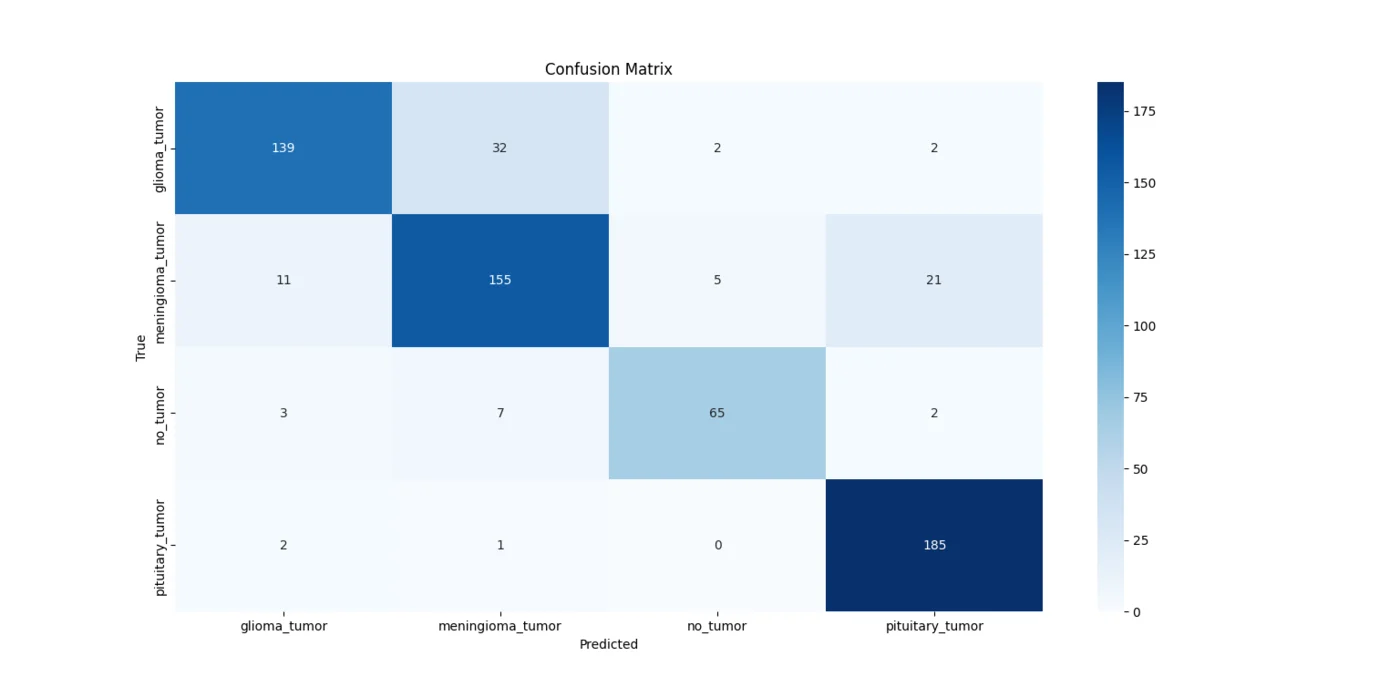 Confusion Matrix
glioma_tumor
139 32 2 2
meningioma_tumor
11 155 5 21
no_tumor
3 7 65 2
pituitary_tumor
2 1 0 185
True
glioma_tumor meningioma_tumor no_tumor pituitary_tumor
Predicted
175
150
125
100
75
50
25
0